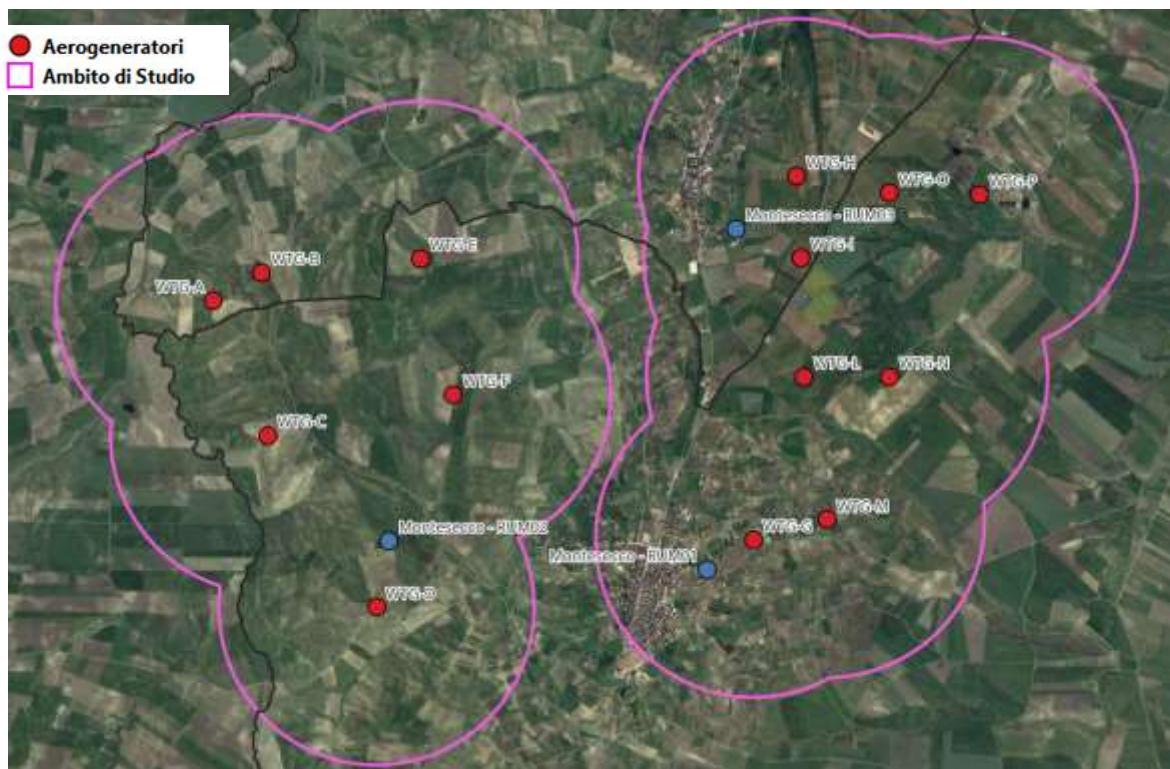 Aerogeneratori
Ambito di Studio
WTG-H
WTG-O
WTG-P
Montesecco - RUM03
WTG-I
WTG-E
WTG-B
WTG-A
WTG-L
WTG-N
WTG-F
WTG-C
WTG-M
Montesecco - RUM02
WTG-G
Montesecco - RUM01
WTG-D